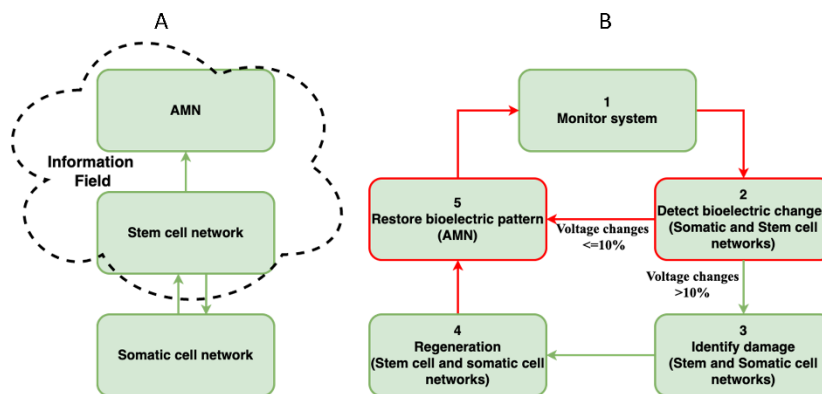 A
AMN
Information
Field
Stem cell network
Somatic cell network
B
1
Monitor system
2
Detect bioelectric change
(Somatic and Stem cell
networks)
Voltage changes
<=10%
Voltage changes
>10%
3
Identify damage
(Stem and Somatic cell
networks)
4
Regeneration
(Stem cell and somatic cell
networks)
5
Restore bioelectric pattern
(AMN)